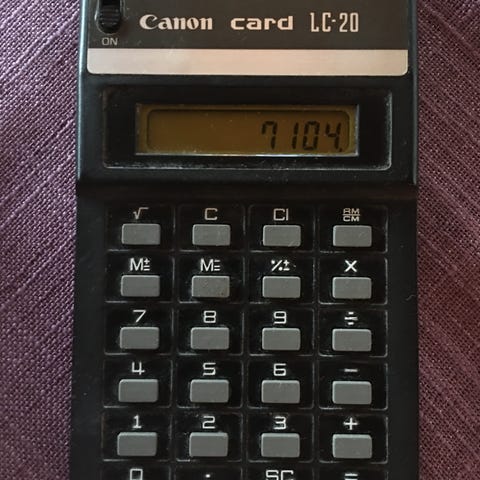 Canon card LC-20
ON
7104.
√ C CI RM/CM
M± M= %± ×
7 8 9 ÷
4 5 6 −
1 2 3 +
0 . SC =